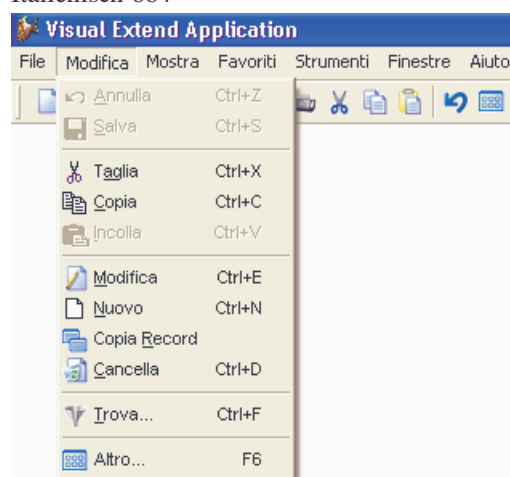 Visual Extend Application
File Modifica Mostra Favoriti Strumenti Finestre Aiuto
Annulla Ctrl+Z
Salva Ctrl+S
Taglia Ctrl+X
Copia Ctrl+C
Incolla Ctrl+V
Modifica Ctrl+E
Nuovo Ctrl+N
Copia Record
Cancella Ctrl+D
Trova... Ctrl+F
Altro... F6